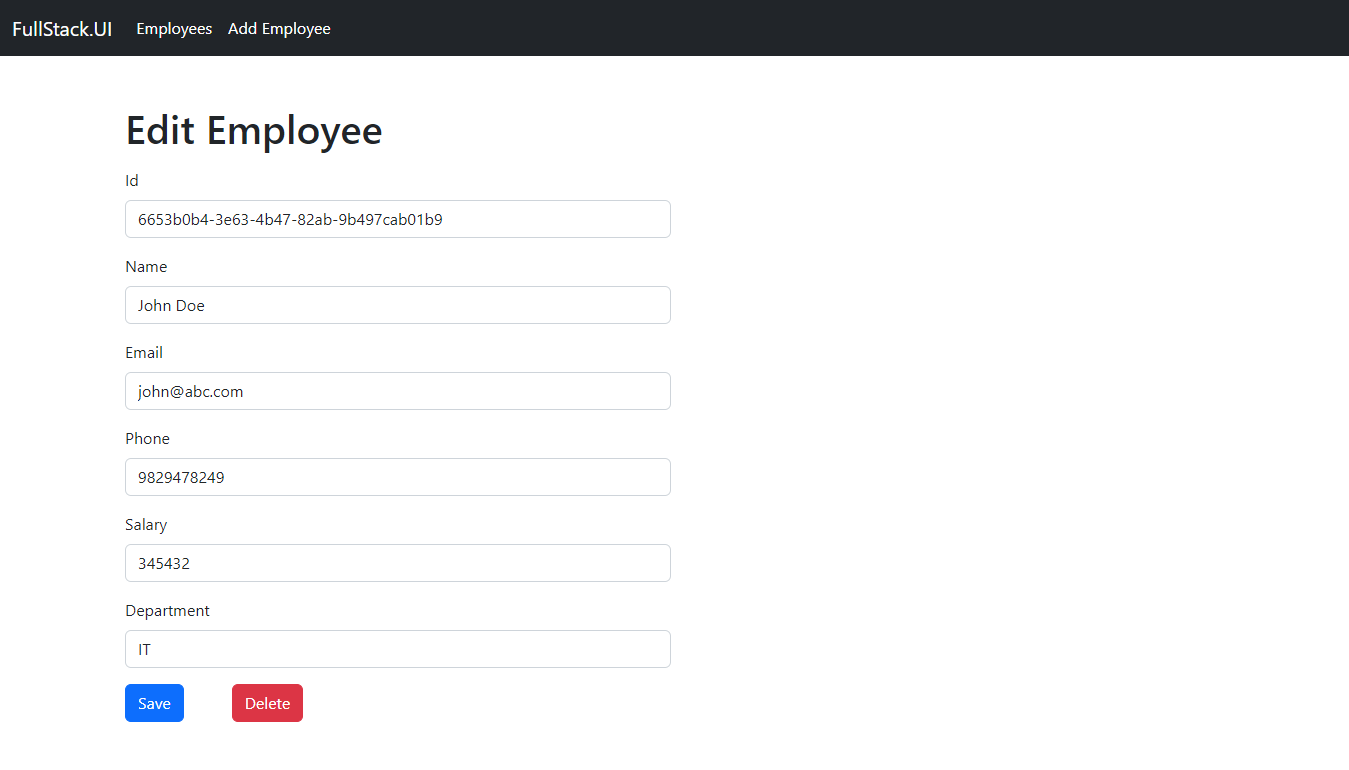 FullStack.UI Employees Add Employee
Edit Employee
Id
6653b0b4-3e63-4b47-82ab-9b497cab01b9
Name
John Doe
Email
john@abc.com
Phone
9829478249
Salary
345432
Department
IT
Save Delete